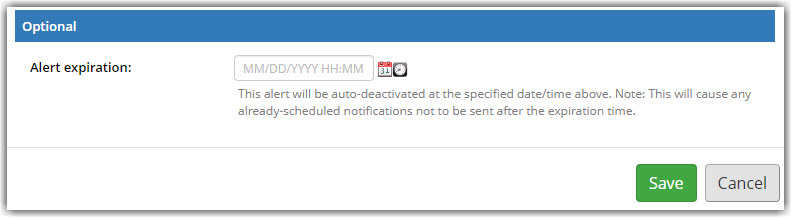 Optional
Alert expiration:
MM/DD/YYYY HH:MM
31
This alert will be auto-deactivated at the specified date/time above. Note: This will cause any
already-scheduled notifications not to be sent after the expiration time.
Save
Cancel